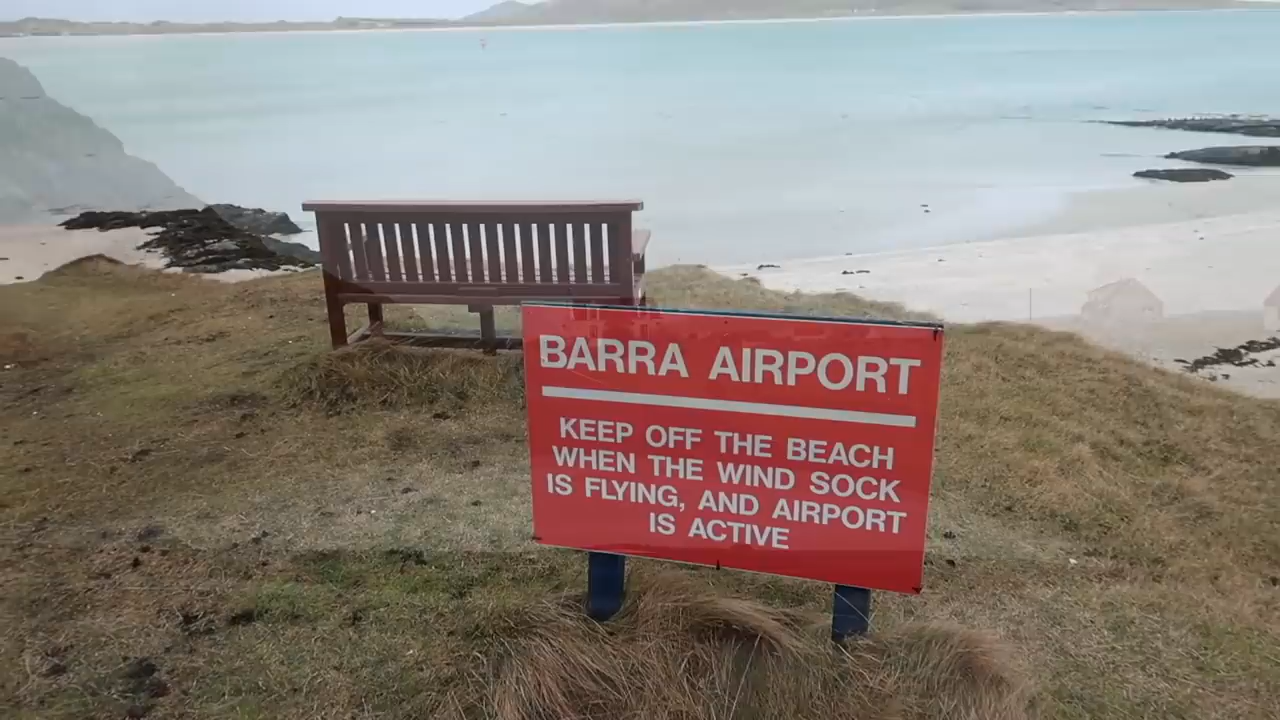 BARRA AIRPORT
KEEP OFF THE BEACH
WHEN THE WIND SOCK
IS FLYING, AND AIRPORT
IS ACTIVE